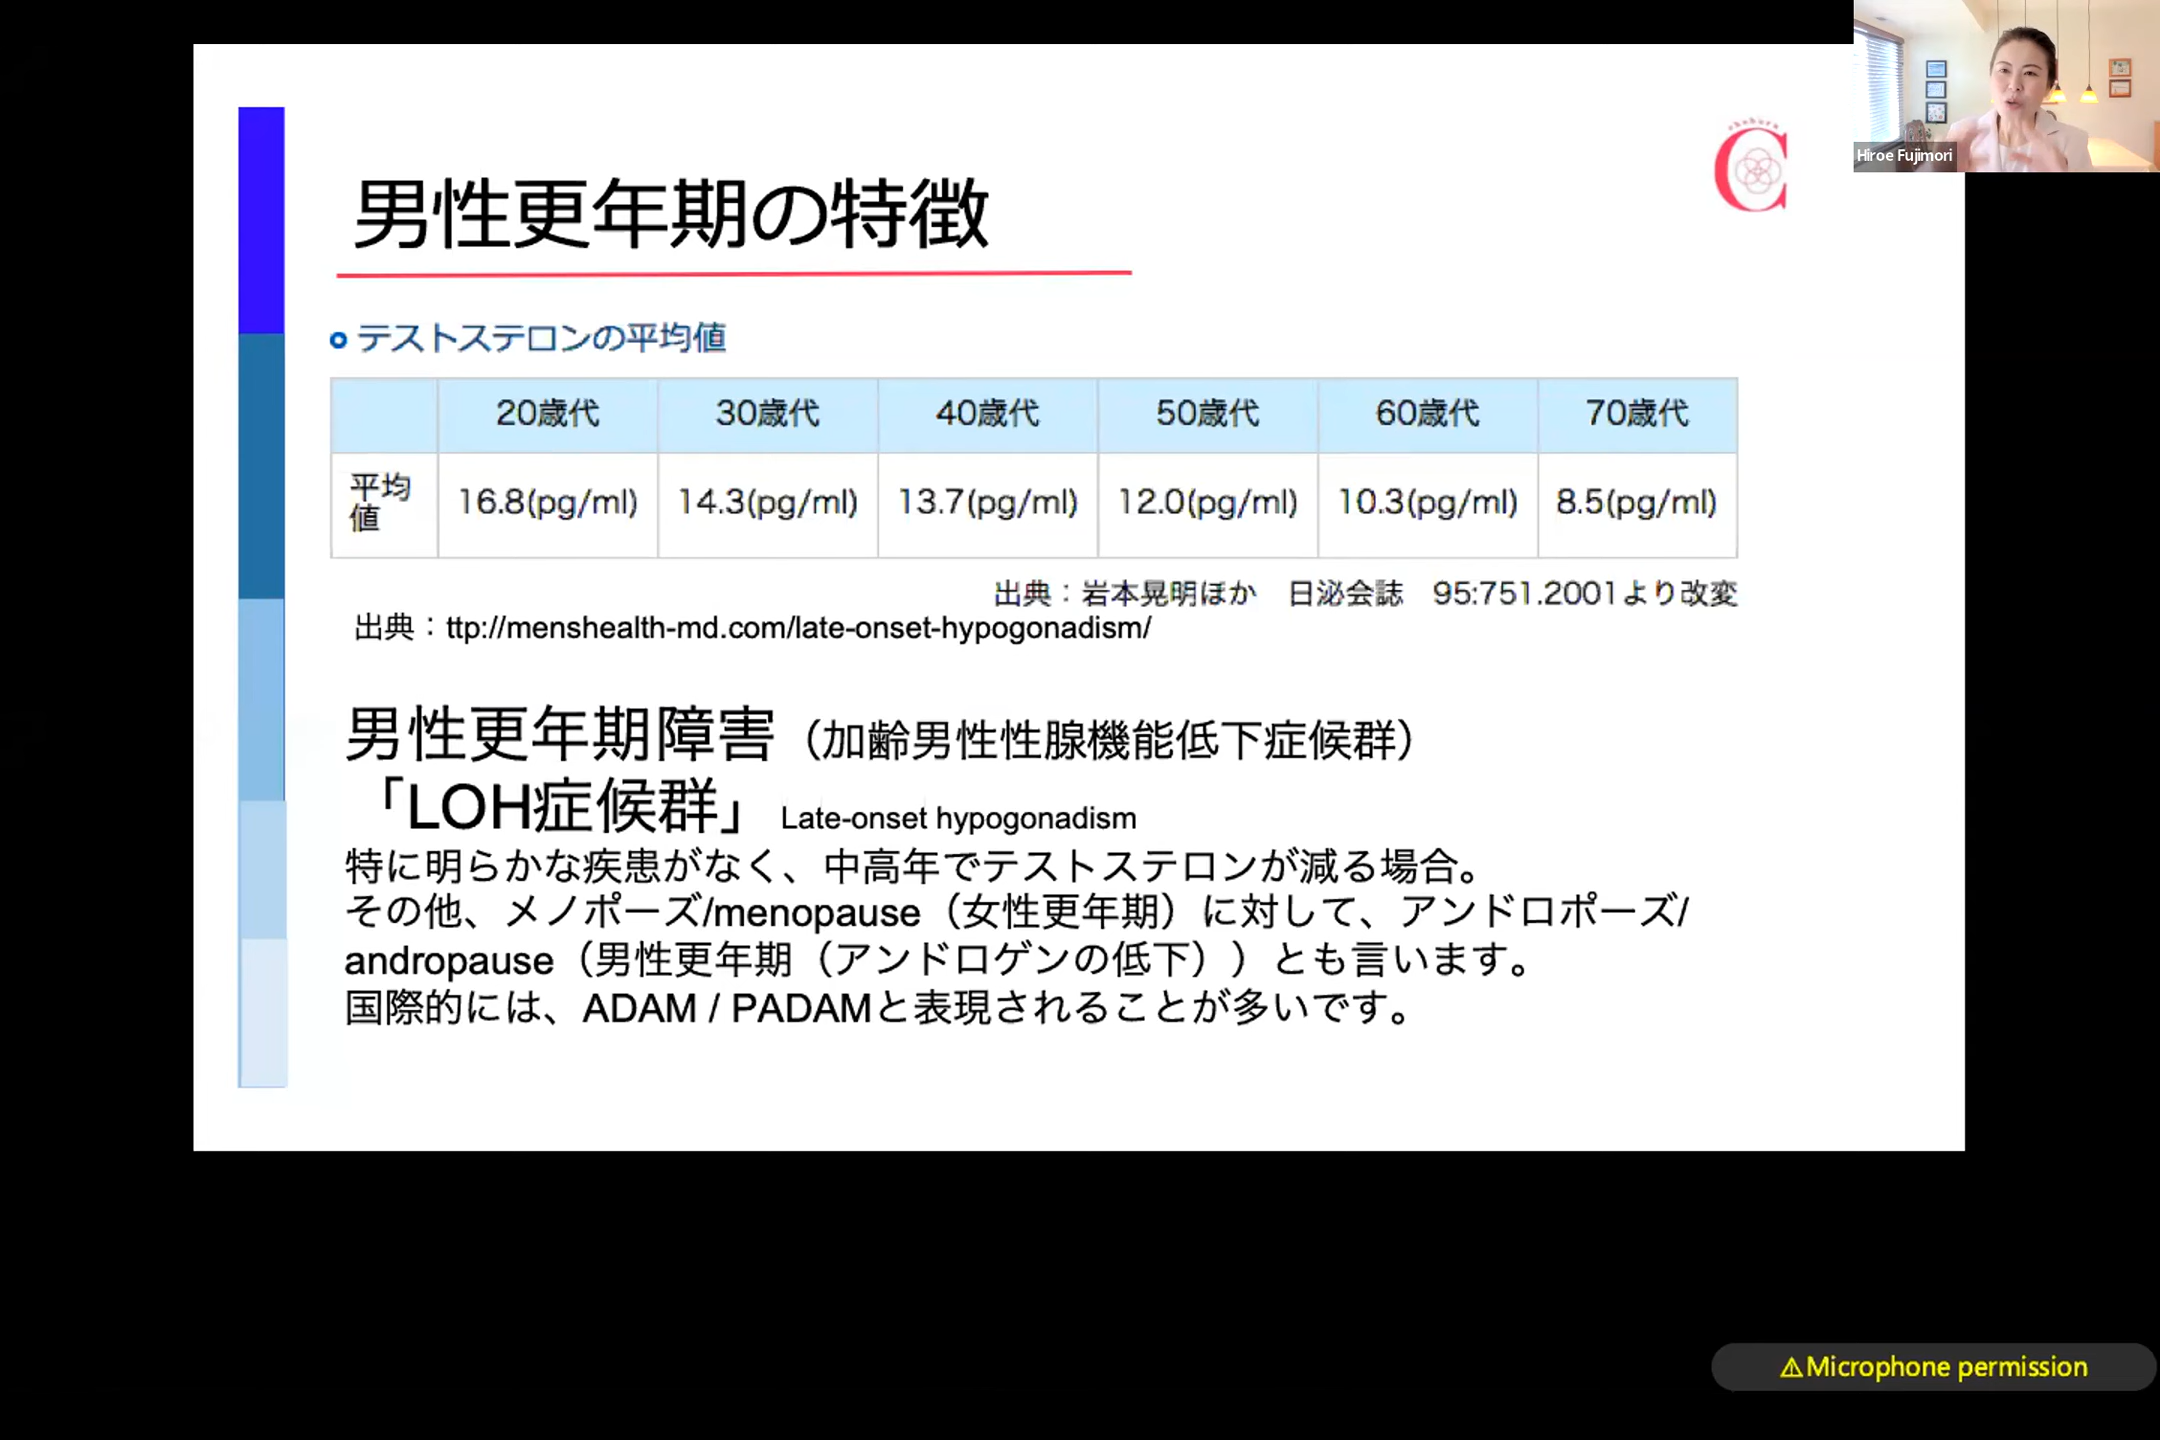 Hiroe Fujimori
choburu
男性更年期の特徴
テストステロンの平均値
20歳代 30歳代 40歳代 50歳代 60歳代 70歳代
平均値 16.8(pg/ml) 14.3(pg/ml) 13.7(pg/ml) 12.0(pg/ml) 10.3(pg/ml) 8.5(pg/ml)
出典：岩本晃明ほか　日泌会誌　95:751.2001より改変
出典：ttp://menshealth-md.com/late-onset-hypogonadism/
男性更年期障害（加齢男性性腺機能低下症候群）
「LOH症候群」 Late-onset hypogonadism
特に明らかな疾患がなく、中高年でテストステロンが減る場合。
その他、メノポーズ/menopause（女性更年期）に対して、アンドロポーズ/
andropause（男性更年期（アンドロゲンの低下））とも言います。
国際的には、ADAM / PADAMと表現されることが多いです。
⚠Microphone permission